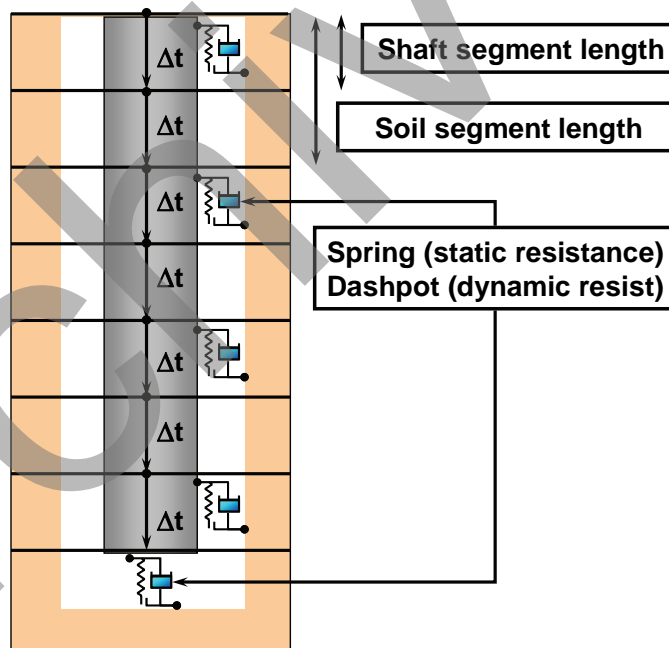 Δt
Δt
Δt
Δt
Δt
Δt
Δt
Shaft segment length
Soil segment length
Spring (static resistance)
Dashpot (dynamic resist)